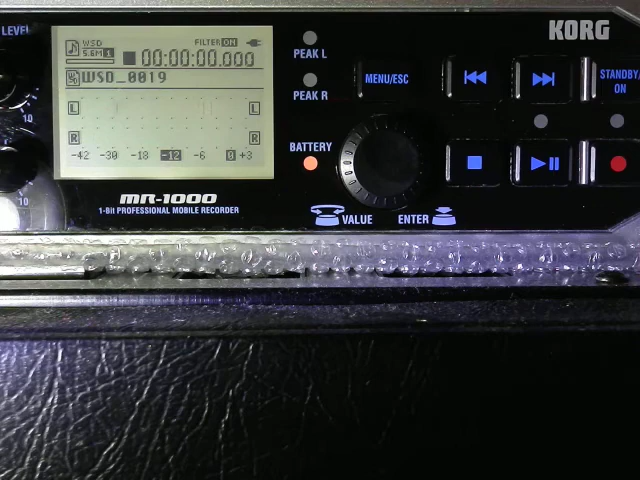 LEVEL
WSD
5.6M 1
FILTER ON
00:00:00.000
WSD_0019
L L
R R
-42 -30 -18 -12 -6 0 +3
10
10
MR-1000
1-Bit PROFESSIONAL MOBILE RECORDER
PEAK L
PEAK R
BATTERY
MENU/ESC
VALUE
ENTER
KORG
STANDBY/
ON